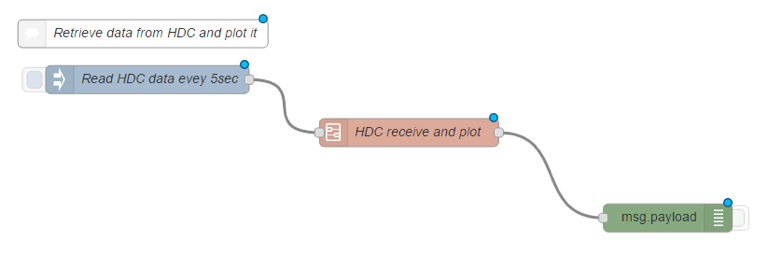 Retrieve data from HDC and plot it
Read HDC data evey 5sec
HDC receive and plot
msg.payload